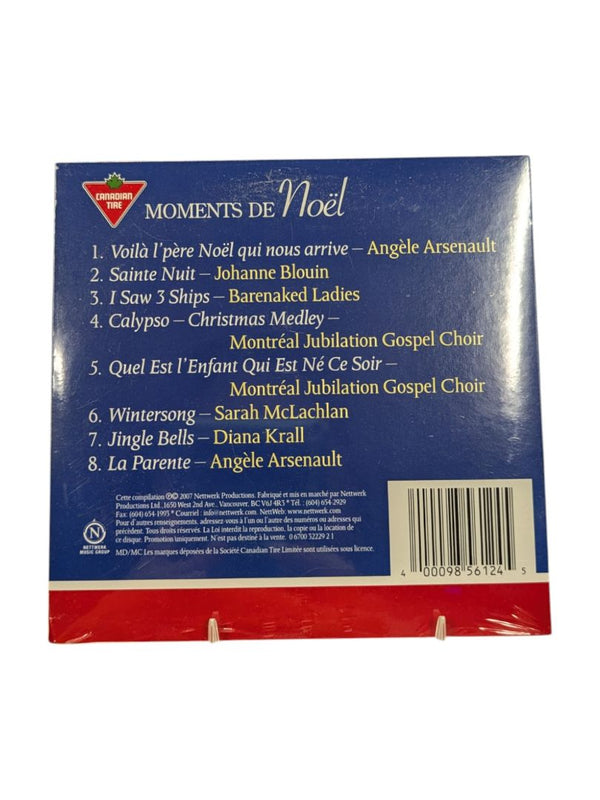 CANADIAN
TIRE
MOMENTS DE Noël
1. Voilà l'père Noël qui nous arrive – Angèle Arsenault
2. Sainte Nuit – Johanne Blouin
3. I Saw 3 Ships – Barenaked Ladies
4. Calypso – Christmas Medley –
Montréal Jubilation Gospel Choir
5. Quel Est l'Enfant Qui Est Né Ce Soir –
Montréal Jubilation Gospel Choir
6. Wintersong – Sarah McLachlan
7. Jingle Bells – Diana Krall
8. La Parente – Angèle Arsenault
Cette compilation ℗© 2007 Nettwerk Productions. Fabriqué et mis en marché par Nettwerk
Productions Ltd., 1650 West 2nd Ave., Vancouver, BC V6J 4R3 * Tél. : (604) 654-2929
Fax: (604) 654-1993 * Courriel : info@nettwerk.com. NettWeb: www.nettwerk.com
Pour d'autres renseignements, adressez-vous à l'un ou l'autre des numéros ou adresses qui
précèdent. Tous droits réservés. La Loi interdit la reproduction, la copie ou la location de
ce disque. Promotion uniquement. N'est pas destiné à la vente. 0 6700 32229 2 1
MD/MC Les marques déposées de la Société Canadian Tire Limitée sont utilisées sous licence.
N
NETTWERK
MUSIC GROUP
4 00098 56124 5